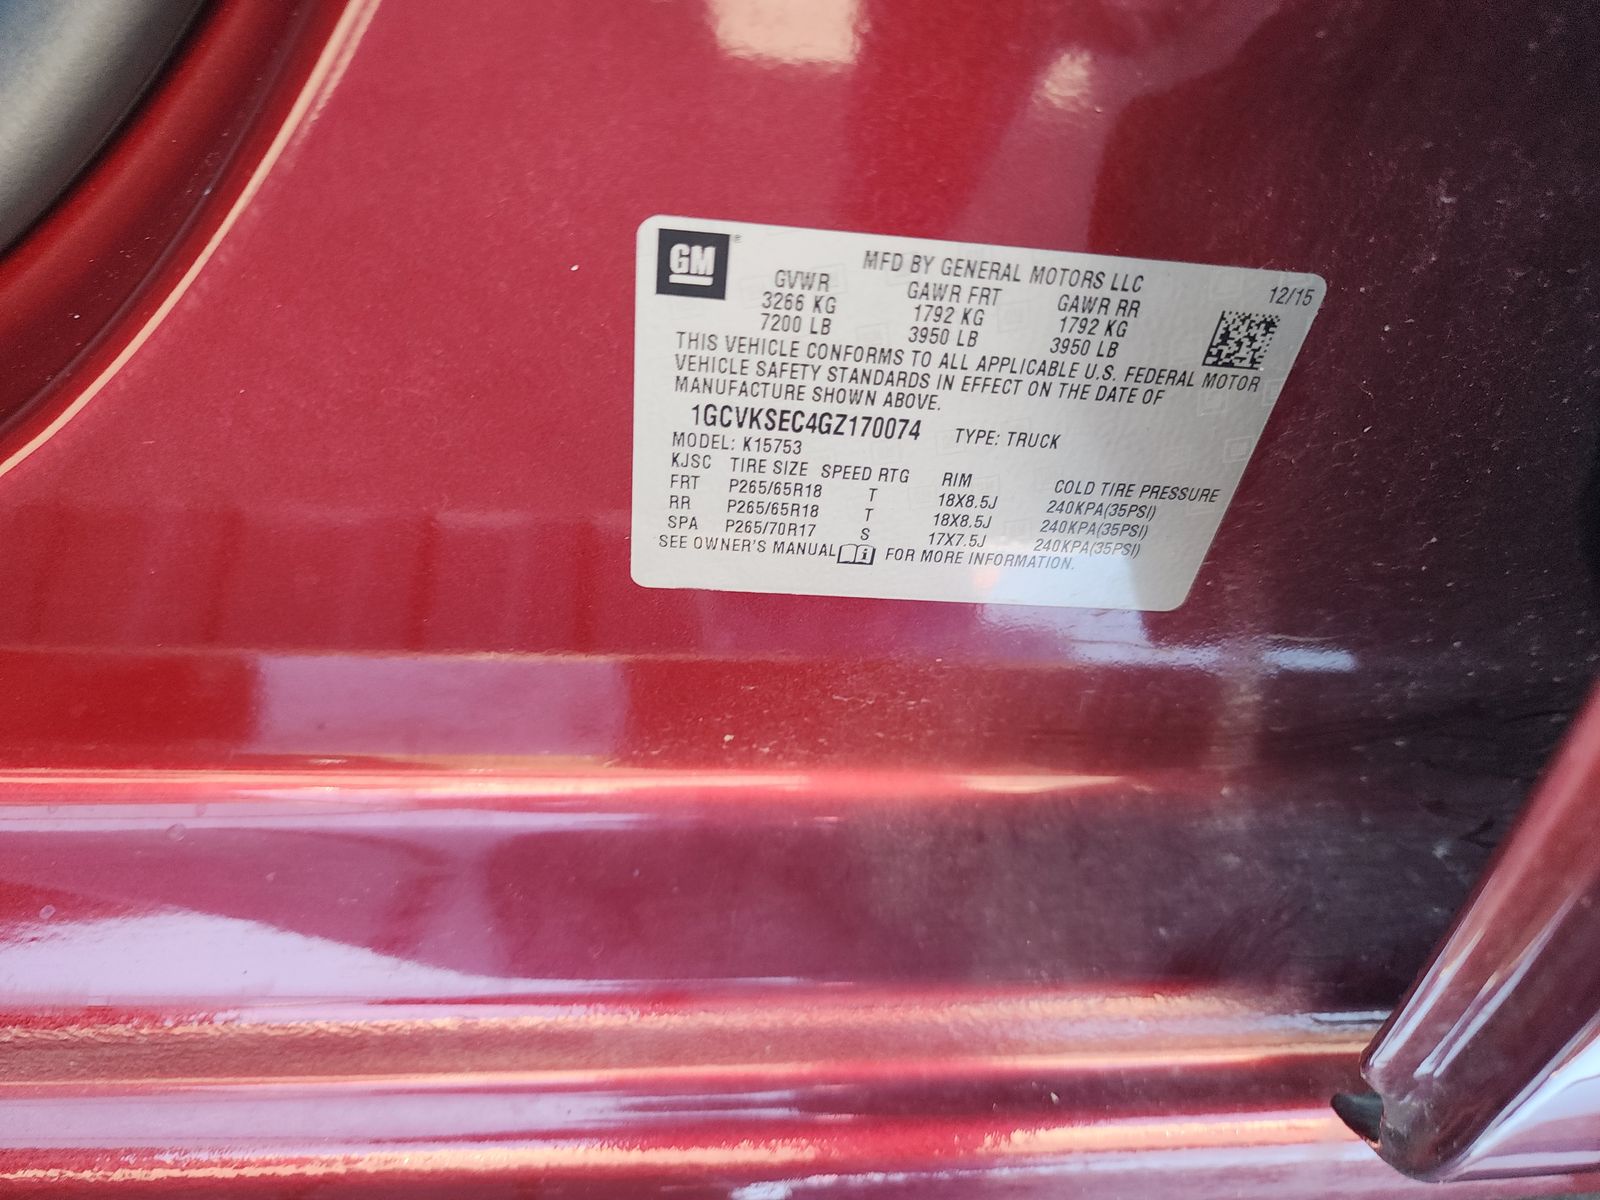 GM
MFD BY GENERAL MOTORS LLC
12/15
GVWR GAWR FRT GAWR RR
3266 KG 1792 KG 1792 KG
7200 LB 3950 LB 3950 LB
THIS VEHICLE CONFORMS TO ALL APPLICABLE U.S. FEDERAL MOTOR
VEHICLE SAFETY STANDARDS IN EFFECT ON THE DATE OF
MANUFACTURE SHOWN ABOVE.
1GCVKSEC4GZ170074 TYPE: TRUCK
MODEL: K15753
KJSC TIRE SIZE SPEED RTG RIM COLD TIRE PRESSURE
FRT P265/65R18 T 18X8.5J 240KPA(35PSI)
RR P265/65R18 T 18X8.5J 240KPA(35PSI)
SPA P265/70R17 S 17X7.5J 240KPA(35PSI)
SEE OWNER'S MANUAL FOR MORE INFORMATION.